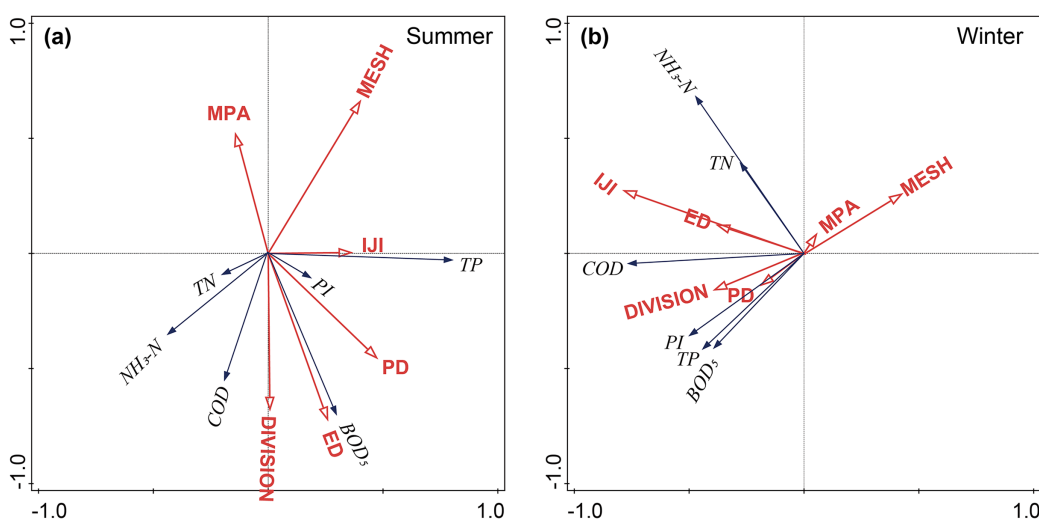 (a)
Summer
1.0
-1.0
-1.0
1.0
MESH
MPA
IJI
TP
PI
TN
NH₃-N
COD
PD
ED
BOD₅
DIVISION
(b)
Winter
1.0
-1.0
-1.0
1.0
NH₃-N
TN
IJI
ED
MPA
MESH
COD
DIVISION
PD
PI
TP
BOD₅